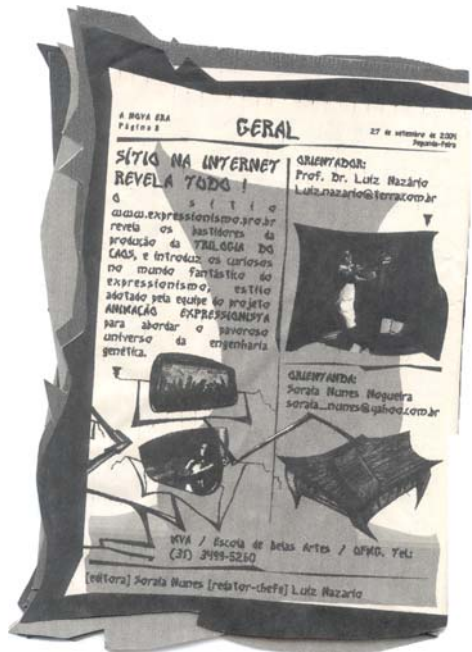 A NOVA ERA
Página 8
GERAL
27 de setembro de 2004
Segunda-feira
SÍTIO NA INTERNET
REVELA TUDO !
O sítio
www.expressionismo.pro.br
revela os bastidores da
produção da TRILOGIA DO
CAOS, e introduz os curiosos
no mundo fantástico do
expressionismo, estilo
adotado pela equipe do projeto
ANIMAÇÃO EXPRESSIONISTA
para abordar o pavoroso
universo da engenharia
genética.
ORIENTADOR:
Prof. Dr. Luiz Nazário
Luiz.nazario@terra.com.br
ORIENTANDA:
Soraia Nunes Nogueira
soraia_nunes@yahoo.com.br
KVA / Escola de Belas Artes / UFMG. Tel:
(31) 3499-5260
[editora] Soraia Nunes [redator-chefe] Luiz Nazario